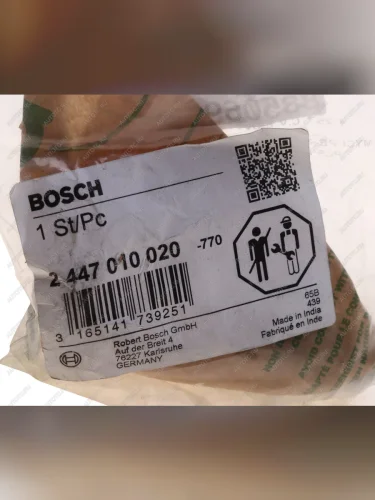 BOSCH
1 St/Pc
2 447 010 020
-770
3 165141 739251
Robert Bosch GmbH
Auf der Breit 4
76227 Karlsruhe
GERMANY
65B
439
Made in India
Fabriqué en Inde